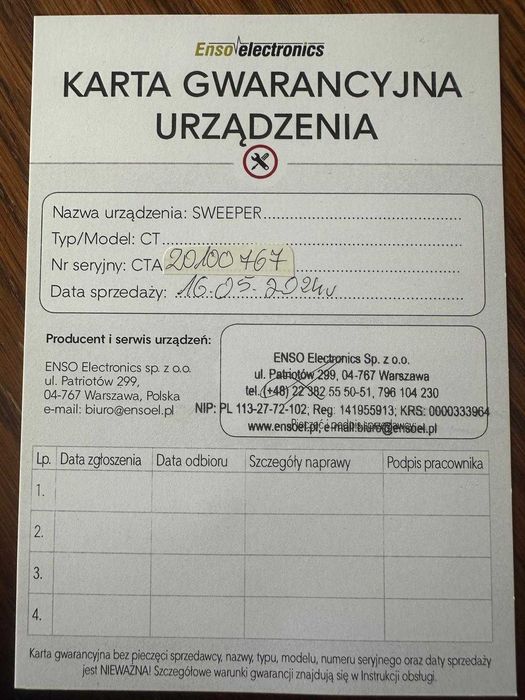 Enso electronics
KARTA GWARANCYJNA
URZĄDZENIA
Nazwa urządzenia: SWEEPER
Typ/Model: CT
Nr seryjny: CTA 20100767
Data sprzedaży: 16.05.2024r
Producent i serwis urządzeń:
ENSO Electronics sp. z o.o.
ul. Patriotów 299,
04-767 Warszawa, Polska
e-mail: biuro@ensoel.pl
ENSO Electronics Sp. z o.o.
ul. Patriotów 299, 04-767 Warszawa
tel. (+48) 22 382 55 50-51, 796 104 230
NIP: PL 113-27-72-102, Reg: 141955913; KRS: 0000333964
www.ensoel.pl, e-mail:biuro@ensoel.pl
Lp. Data zgłoszenia Data odbioru Szczegóły naprawy Podpis pracownika
1.
2.
3.
4.
Karta gwarancyjna bez pieczęci sprzedawcy, nazwy, typu, modelu, numeru seryjnego oraz daty sprzedaży
jest NIEWAŻNA! Szczegółowe warunki gwarancji znajdują się w Instrukcji obsługi.